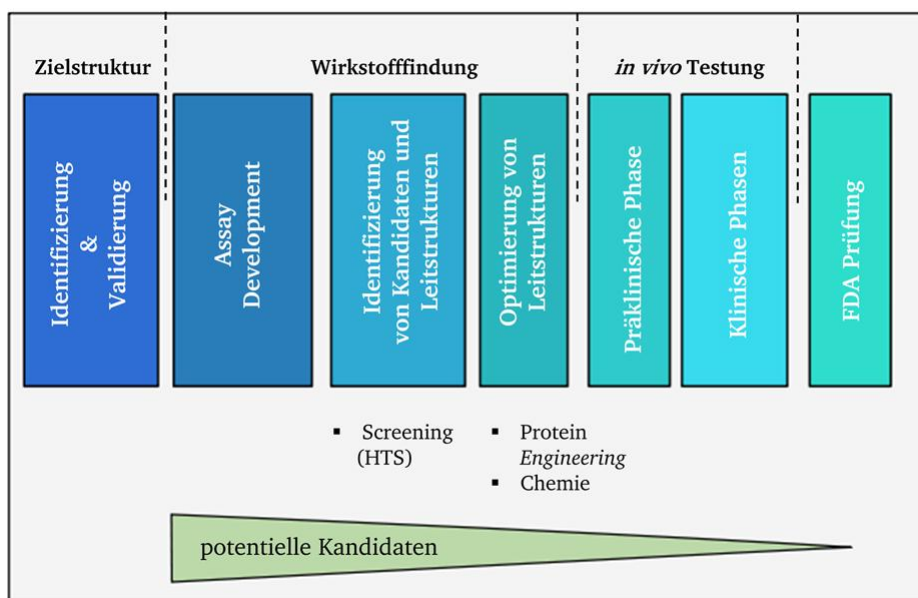 Zielstruktur
Wirkstofffindung
in vivo Testung
Identifizierung
&
Validierung
Assay
Development
Identifizierung
von Kandidaten und
Leitstrukturen
Optimierung von
Leitstrukturen
Präklinische Phase
Klinische Phasen
FDA Prüfung
▪ Screening
(HTS)
▪ Protein
Engineering
▪ Chemie
potentielle Kandidaten